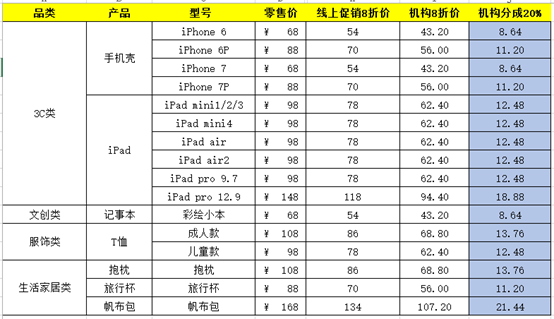 品类 产品 型号 零售价 线上促销8折价 机构8折价 机构分成20%
3C类 手机壳 iPhone 6 ¥ 68 54 43.20 8.64
iPhone 6P ¥ 88 70 56.00 11.20
iPhone 7 ¥ 68 54 43.20 8.64
iPhone 7P ¥ 88 70 56.00 11.20
iPad iPad mini1/2/3 ¥ 98 78 62.40 12.48
iPad mini4 ¥ 98 78 62.40 12.48
iPad air ¥ 98 78 62.40 12.48
iPad air2 ¥ 98 78 62.40 12.48
iPad pro 9.7 ¥ 98 78 62.40 12.48
iPad pro 12.9 ¥ 148 118 94.40 18.88
文创类 记事本 彩绘小本 ¥ 68 54 43.20 8.64
服饰类 T恤 成人款 ¥ 108 86 68.80 13.76
儿童款 ¥ 98 78 62.40 12.48
生活家居类 抱枕 抱枕 ¥ 108 86 68.80 13.76
旅行杯 旅行杯 ¥ 88 70 56.00 11.20
帆布包 帆布包 ¥ 168 134 107.20 21.44